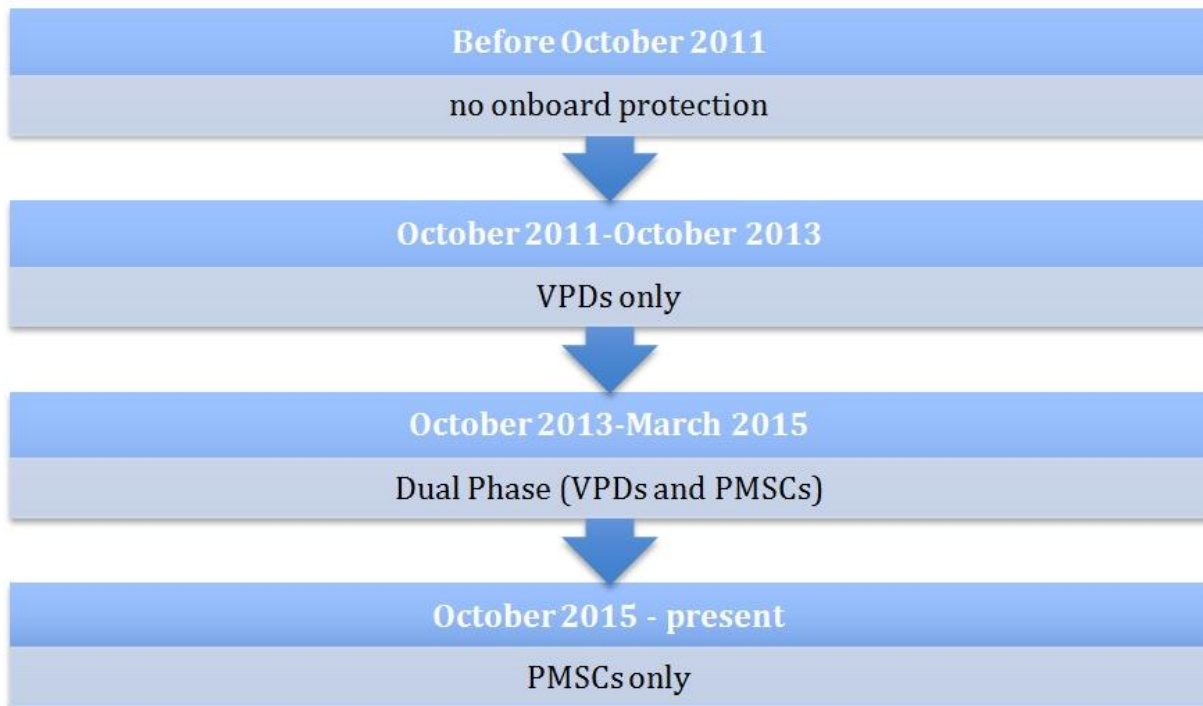 Before October 2011
no onboard protection
October 2011-October 2013
VPDs only
October 2013-March 2015
Dual Phase (VPDs and PMSCs)
October 2015 - present
PMSCs only